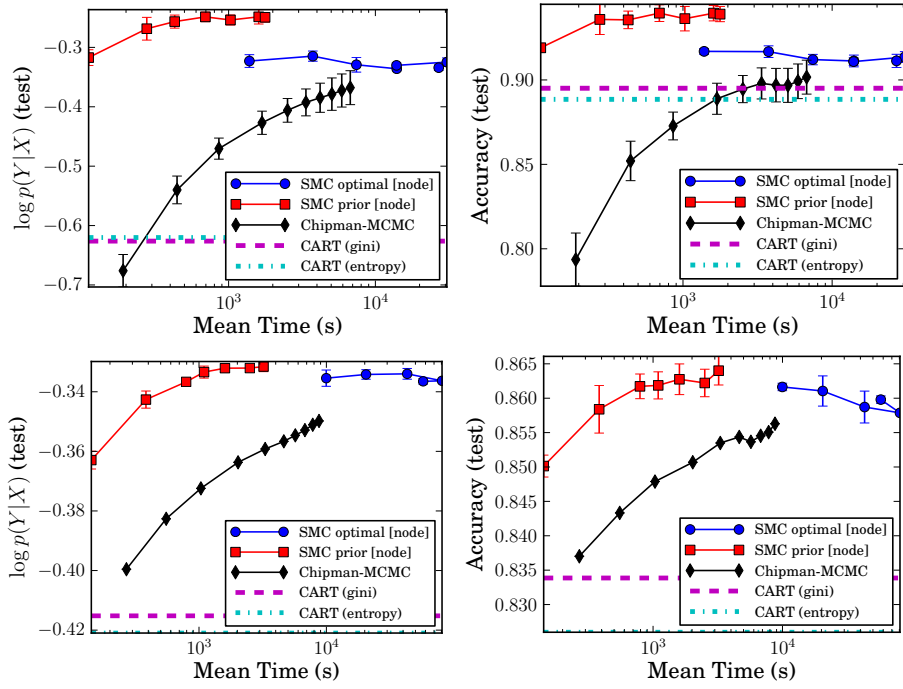 −0.3
−0.4
−0.5
−0.6
−0.7
log p(Y|X) (test)
SMC optimal [node]
SMC prior [node]
Chipman-MCMC
CART (gini)
CART (entropy)
10³
10⁴
Mean Time (s)
0.90
0.85
0.80
Accuracy (test)
SMC optimal [node]
SMC prior [node]
Chipman-MCMC
CART (gini)
CART (entropy)
10³
10⁴
Mean Time (s)
−0.34
−0.36
−0.38
−0.40
−0.42
log p(Y|X) (test)
SMC optimal [node]
SMC prior [node]
Chipman-MCMC
CART (gini)
CART (entropy)
10³
10⁴
Mean Time (s)
0.865
0.860
0.855
0.850
0.845
0.840
0.834
0.830
0.826
Accuracy (test)
SMC optimal [node]
SMC prior [node]
Chipman-MCMC
CART (gini)
CART (entropy)
10³
10⁴
Mean Time (s)